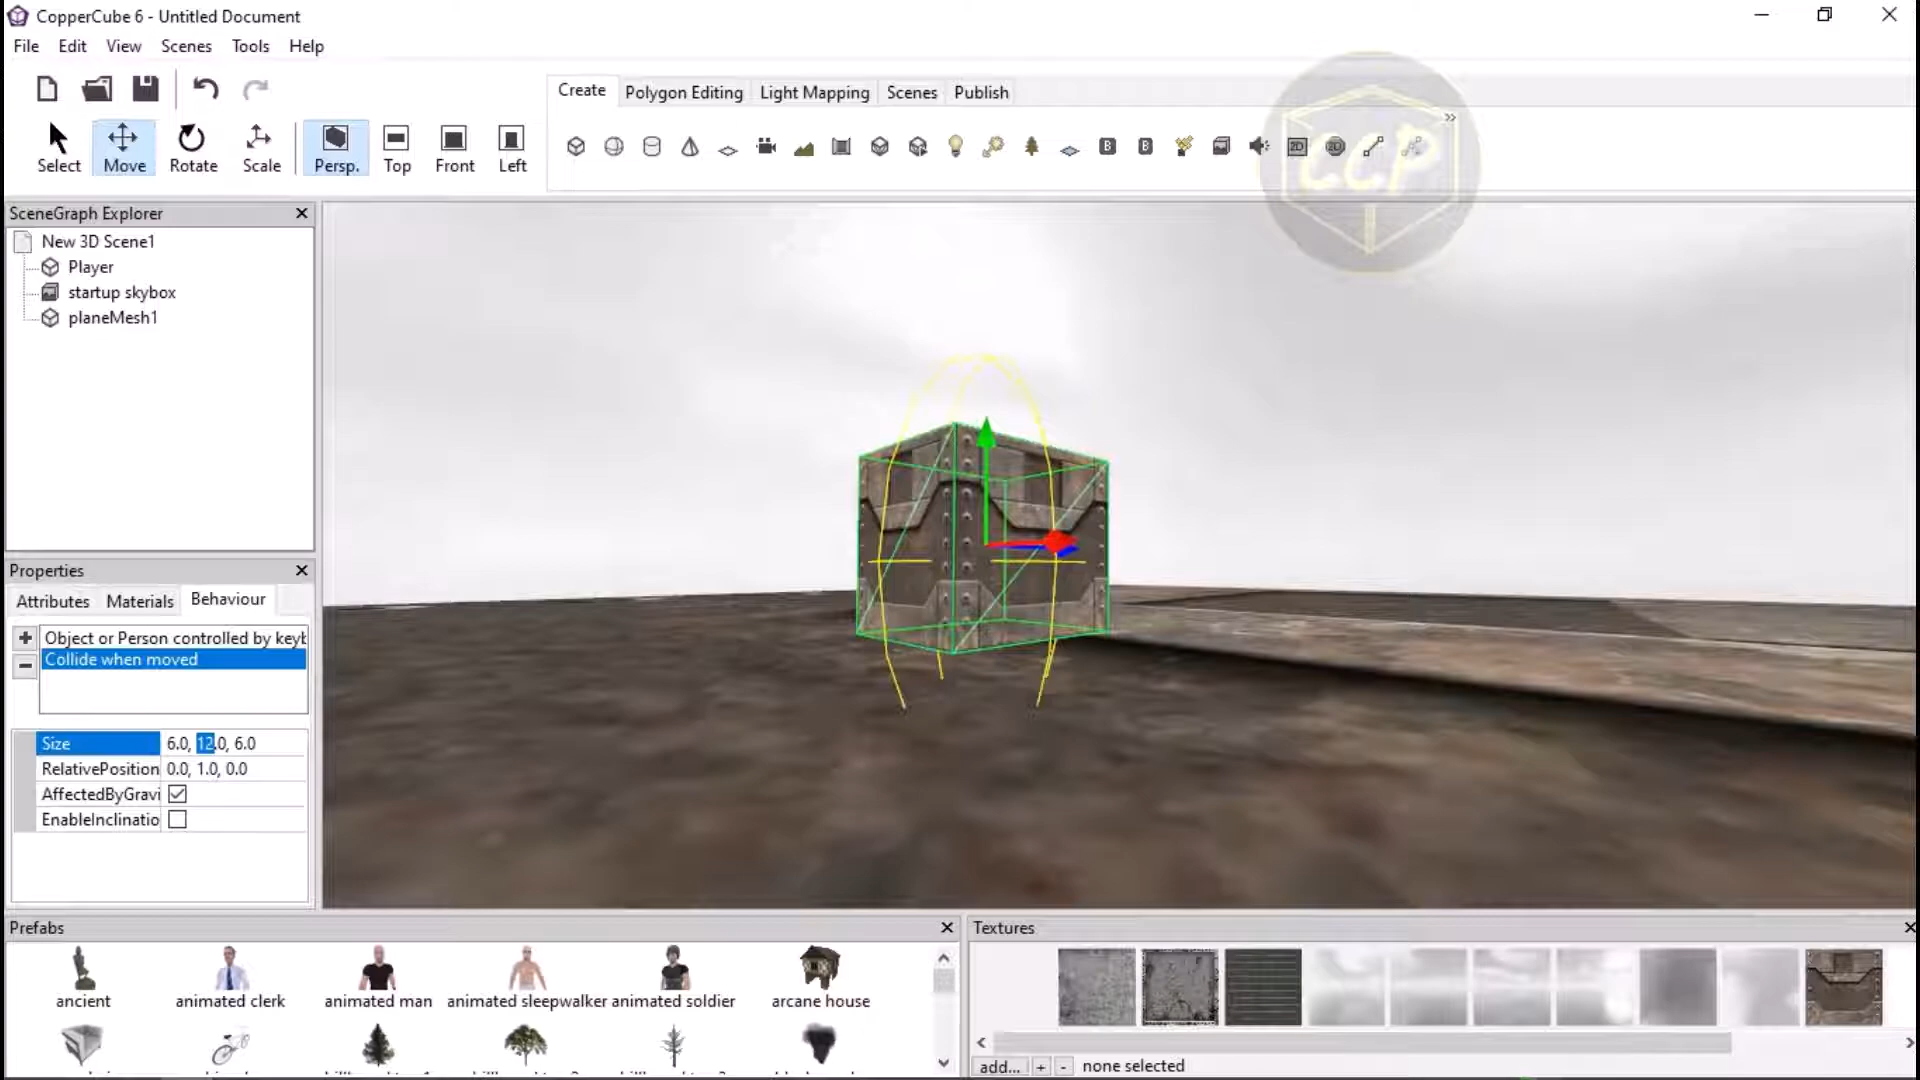 CopperCube 6 - Untitled Document
File Edit View Scenes Tools Help
Create Polygon Editing Light Mapping Scenes Publish
Select Move Rotate Scale Persp. Top Front Left
B B 2D 3D
CCP
SceneGraph Explorer
New 3D Scene1
Player
startup skybox
planeMesh1
Properties
Attributes Materials Behaviour
Object or Person controlled by keyb
Collide when moved
Size 6.0, 12.0, 6.0
RelativePosition 0.0, 1.0, 0.0
AffectedByGravi
EnableInclinatio
Prefabs
ancient animated clerk animated man animated sleepwalker animated soldier arcane house
Textures
add... + - none selected